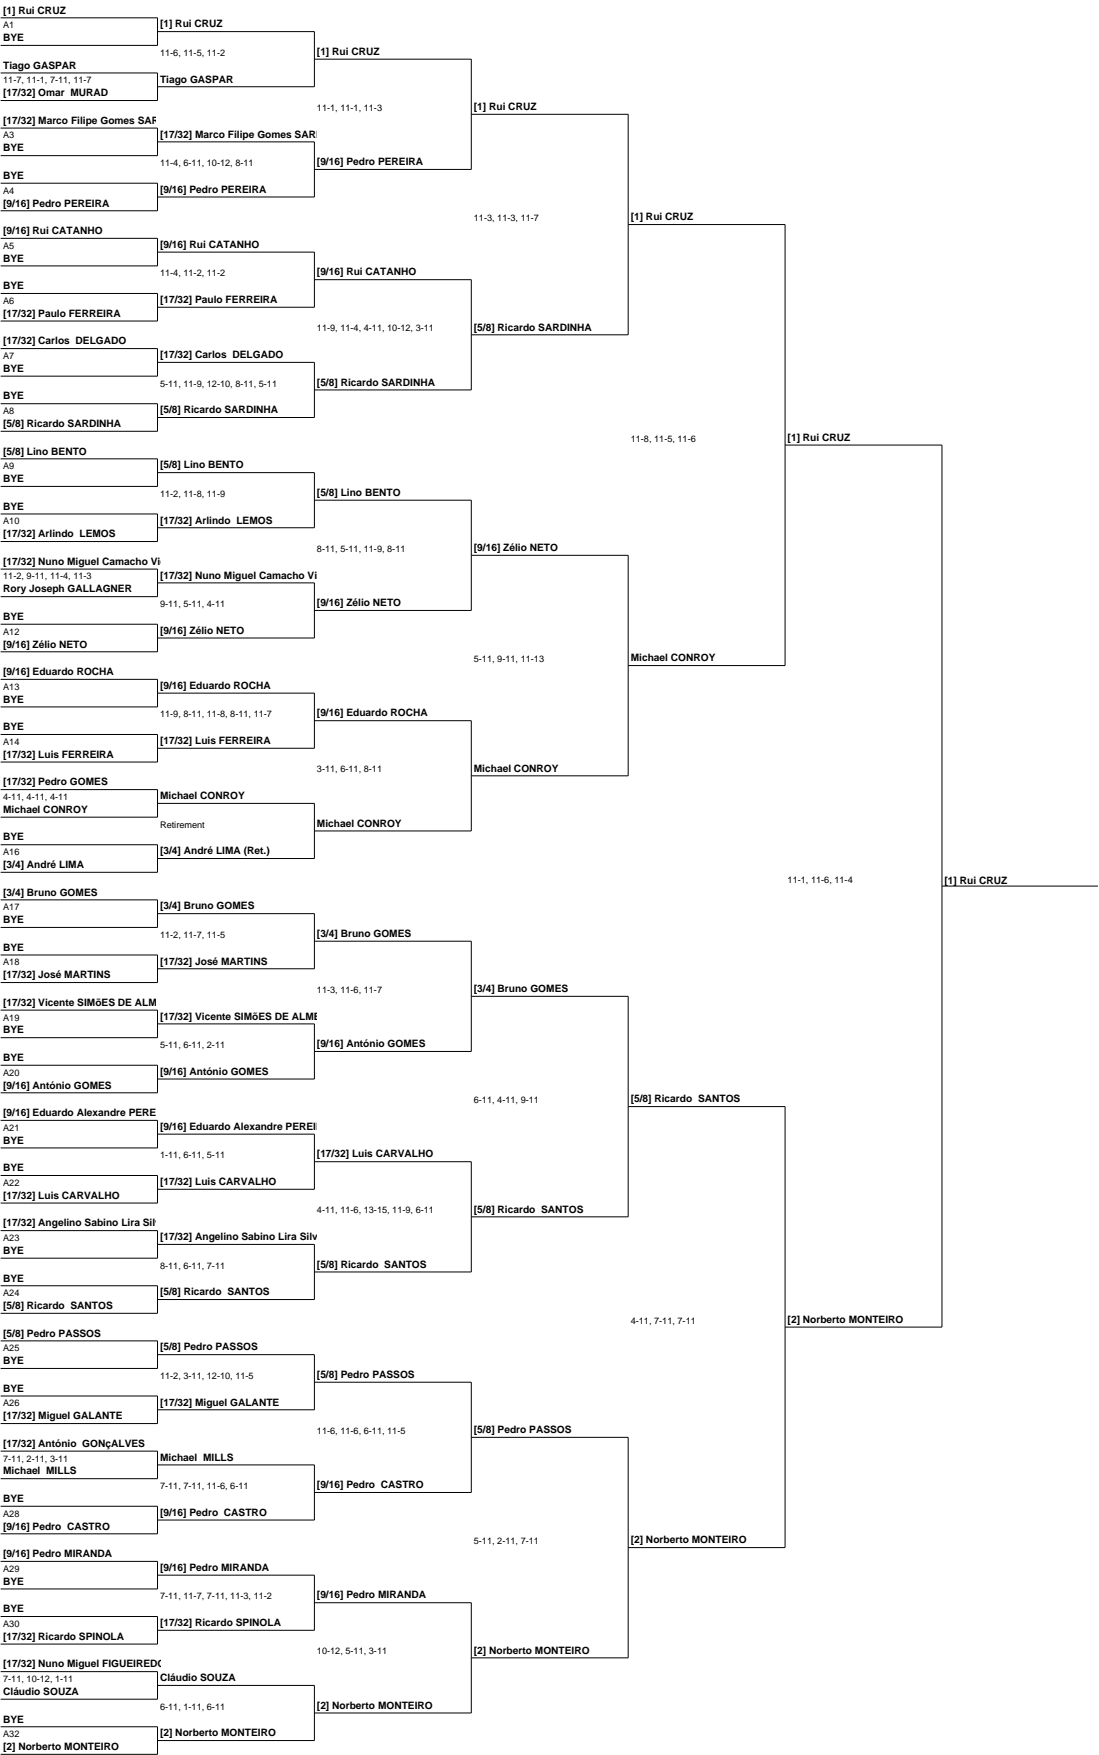 [1] Rui CRUZ
A1
BYE
Tiago GASPAR
11-7, 11-1, 7-11, 11-7
[17/32] Omar MURAD
[17/32] Marco Filipe Gomes SAR
A3
BYE
BYE
A4
[9/16] Pedro PEREIRA
[9/16] Rui CATANHO
A5
BYE
BYE
A6
[17/32] Paulo FERREIRA
[17/32] Carlos DELGADO
A7
BYE
BYE
A8
[5/8] Ricardo SARDINHA
[5/8] Lino BENTO
A9
BYE
BYE
A10
[17/32] Arlindo LEMOS
[17/32] Nuno Miguel Camacho Vi
11-2, 9-11, 11-4, 11-3
Rory Joseph GALLAGNER
BYE
A12
[9/16] Zélio NETO
[9/16] Eduardo ROCHA
A13
BYE
BYE
A14
[17/32] Luis FERREIRA
[17/32] Pedro GOMES
4-11, 4-11, 4-11
Michael CONROY
BYE
A16
[3/4] André LIMA
[3/4] Bruno GOMES
A17
BYE
BYE
A18
[17/32] José MARTINS
[17/32] Vicente SIMõES DE ALM
A19
BYE
BYE
A20
[9/16] António GOMES
[9/16] Eduardo Alexandre PERE
A21
BYE
BYE
A22
[17/32] Luis CARVALHO
[17/32] Angelino Sabino Lira Sil
A23
BYE
BYE
A24
[5/8] Ricardo SANTOS
[5/8] Pedro PASSOS
A25
BYE
BYE
A26
[17/32] Miguel GALANTE
[17/32] António GONçALVES
7-11, 2-11, 3-11
Michael MILLS
BYE
A28
[9/16] Pedro CASTRO
[9/16] Pedro MIRANDA
A29
BYE
BYE
A30
[17/32] Ricardo SPINOLA
[17/32] Nuno Miguel FIGUEIREDO
7-11, 10-12, 1-11
Cláudio SOUZA
BYE
A32
[2] Norberto MONTEIRO
[1] Rui CRUZ
11-6, 11-5, 11-2
Tiago GASPAR
[17/32] Marco Filipe Gomes SAR
11-4, 6-11, 10-12, 8-11
[9/16] Pedro PEREIRA
[9/16] Rui CATANHO
11-4, 11-2, 11-2
[17/32] Paulo FERREIRA
[17/32] Carlos DELGADO
5-11, 11-9, 12-10, 8-11, 5-11
[5/8] Ricardo SARDINHA
[5/8] Lino BENTO
11-2, 11-8, 11-9
[17/32] Arlindo LEMOS
[17/32] Nuno Miguel Camacho Vi
9-11, 5-11, 4-11
[9/16] Zélio NETO
[9/16] Eduardo ROCHA
11-9, 8-11, 11-8, 8-11, 11-7
[17/32] Luis FERREIRA
Michael CONROY
Retirement
[3/4] André LIMA (Ret.)
[3/4] Bruno GOMES
11-2, 11-7, 11-5
[17/32] José MARTINS
[17/32] Vicente SIMõES DE ALME
5-11, 6-11, 2-11
[9/16] António GOMES
[9/16] Eduardo Alexandre PEREI
1-11, 6-11, 5-11
[17/32] Luis CARVALHO
[17/32] Angelino Sabino Lira Silv
8-11, 6-11, 7-11
[5/8] Ricardo SANTOS
[5/8] Pedro PASSOS
11-2, 3-11, 12-10, 11-5
[17/32] Miguel GALANTE
Michael MILLS
7-11, 7-11, 11-6, 6-11
[9/16] Pedro CASTRO
[9/16] Pedro MIRANDA
7-11, 11-7, 7-11, 11-3, 11-2
[17/32] Ricardo SPINOLA
Cláudio SOUZA
6-11, 1-11, 6-11
[2] Norberto MONTEIRO
[1] Rui CRUZ
11-1, 11-1, 11-3
[9/16] Pedro PEREIRA
[9/16] Rui CATANHO
11-9, 11-4, 4-11, 10-12, 3-11
[5/8] Ricardo SARDINHA
[5/8] Lino BENTO
8-11, 5-11, 11-9, 8-11
[9/16] Zélio NETO
[9/16] Eduardo ROCHA
3-11, 6-11, 8-11
Michael CONROY
[3/4] Bruno GOMES
11-3, 11-6, 11-7
[9/16] António GOMES
[17/32] Luis CARVALHO
4-11, 11-6, 13-15, 11-9, 6-11
[5/8] Ricardo SANTOS
[5/8] Pedro PASSOS
11-6, 11-6, 6-11, 11-5
[9/16] Pedro CASTRO
[9/16] Pedro MIRANDA
10-12, 5-11, 3-11
[2] Norberto MONTEIRO
[1] Rui CRUZ
11-3, 11-3, 11-7
[5/8] Ricardo SARDINHA
[9/16] Zélio NETO
5-11, 9-11, 11-13
Michael CONROY
[3/4] Bruno GOMES
6-11, 4-11, 9-11
[5/8] Ricardo SANTOS
[5/8] Pedro PASSOS
5-11, 2-11, 7-11
[2] Norberto MONTEIRO
[1] Rui CRUZ
11-8, 11-5, 11-6
Michael CONROY
[5/8] Ricardo SANTOS
4-11, 7-11, 7-11
[2] Norberto MONTEIRO
[1] Rui CRUZ
11-1, 11-6, 11-4
[2] Norberto MONTEIRO
[1] Rui CRUZ